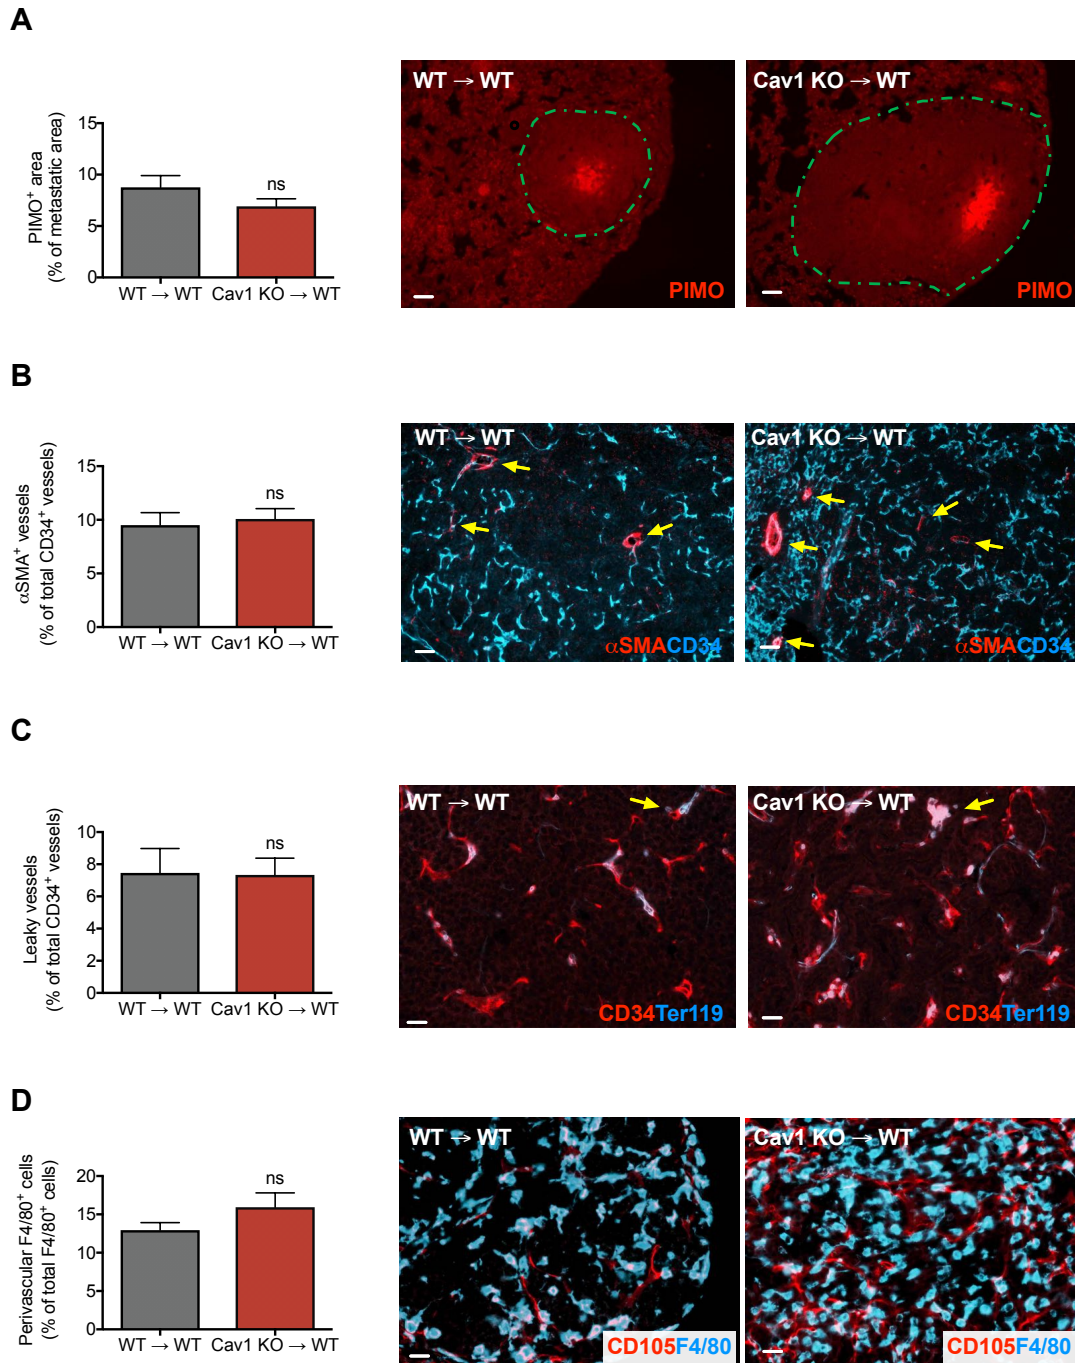 A
PIMO⁺ area
(% of metastatic area)
15
10
5
0
ns
WT → WT
Cav1 KO → WT
WT → WT
PIMO
Cav1 KO → WT
PIMO
B
αSMA⁺ vessels
(% of total CD34⁺ vessels)
15
10
5
0
ns
WT → WT
Cav1 KO → WT
WT → WT
αSMACD34
Cav1 KO → WT
αSMACD34
C
Leaky vessels
(% of total CD34⁺ vessels)
10
8
6
4
2
0
ns
WT → WT
Cav1 KO → WT
WT → WT
CD34Ter119
Cav1 KO → WT
CD34Ter119
D
Perivascular F4/80⁺ cells
(% of total F4/80⁺ cells)
20
15
10
5
0
ns
WT → WT
Cav1 KO → WT
WT → WT
CD105F4/80
Cav1 KO → WT
CD105F4/80